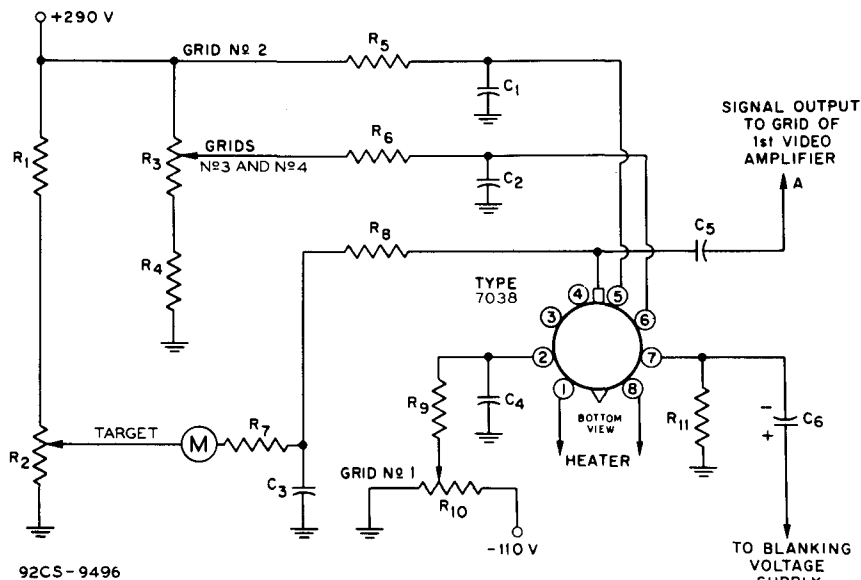 +290 V
GRID Nº 2
R5
C1
R1
R3
GRIDS
Nº3 AND Nº4
R6
C2
SIGNAL OUTPUT
TO GRID OF
1st VIDEO
AMPLIFIER
A
R4
R8
C5
TYPE
7038
4
5
3
6
2
7
1
8
BOTTOM
VIEW
HEATER
R9
C4
R11
-
+
C6
R2
TARGET
M
R7
C3
GRID Nº 1
R10
-110 V
TO BLANKING
VOLTAGE
92CS-9496